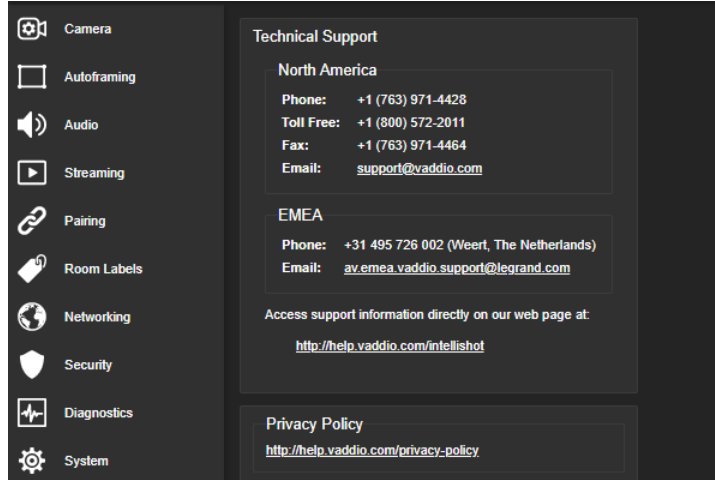 Camera
Autoframing
Audio
Streaming
Pairing
Room Labels
Networking
Security
Diagnostics
System
Technical Support
North America
Phone: +1 (763) 971-4428
Toll Free: +1 (800) 572-2011
Fax: +1 (763) 971-4464
Email: support@vaddio.com
EMEA
Phone: +31 495 726 002 (Weert, The Netherlands)
Email: av.emea.vaddio.support@legrand.com
Access support information directly on our web page at:
http://help.vaddio.com/intellishot
Privacy Policy
http://help.vaddio.com/privacy-policy